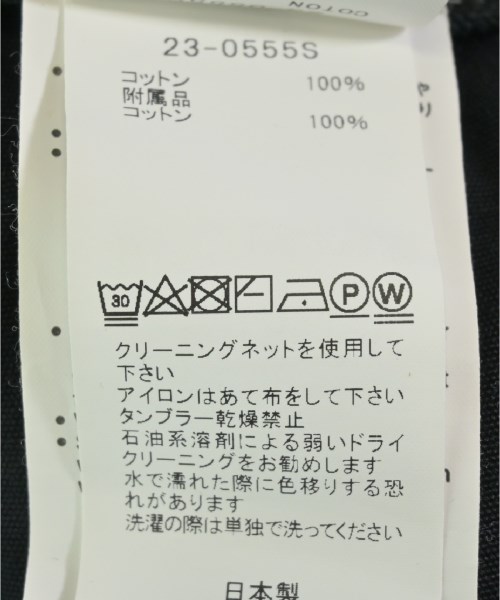 COTON
23-0555S
コットン 100%
附属品
コットン 100%
30 P W
クリーニングネットを使用して
下さい
アイロンはあて布をして下さい
タンブラー乾燥禁止
石油系溶剤による弱いドライ
クリーニングをお勧めします
水で濡れた際に色移りする恐
れがあります
洗濯の際は単独で洗ってください
日本製